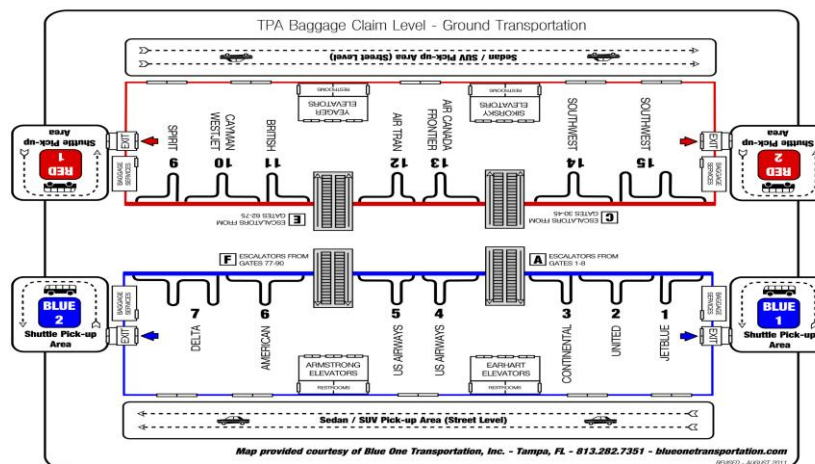 TPA Baggage Claim Level - Ground Transportation
Sedan / SUV Pick-up Area (Street Level)
RESTROOMS
YEAGER
ELEVATORS
RESTROOMS
SIKORSKY
ELEVATORS
SPIRIT
CAYMAN
WESTJET
BRITISH
AIR TRAN
AIR CANADA
FRONTIER
SOUTHWEST
SOUTHWEST
9
10
11
12
13
14
15
EXIT
BAGGAGE
SERVICES
RED
1
Shuttle Pick-up
Area
EXIT
BAGGAGE
SERVICES
RED
2
Shuttle Pick-up
Area
E
ESCALATORS FROM
GATES 62-75
C
ESCALATORS FROM
GATES 30-45
F
ESCALATORS FROM
GATES 77-90
A
ESCALATORS FROM
GATES 1-8
BLUE
2
Shuttle Pick-up
Area
BAGGAGE
SERVICES
EXIT
BLUE
1
Shuttle Pick-up
Area
BAGGAGE
SERVICES
EXIT
7
6
5
4
3
2
1
DELTA
AMERICAN
US AIRWAYS
US AIRWAYS
CONTINENTAL
UNITED
JETBLUE
ARMSTRONG
ELEVATORS
RESTROOMS
EARHART
ELEVATORS
RESTROOMS
Sedan / SUV Pick-up Area (Street Level)
Map provided courtesy of Blue One Transportation, Inc. - Tampa, FL - 813.282.7351 - blueonetransportation.com
REVISED - AUGUST 2011